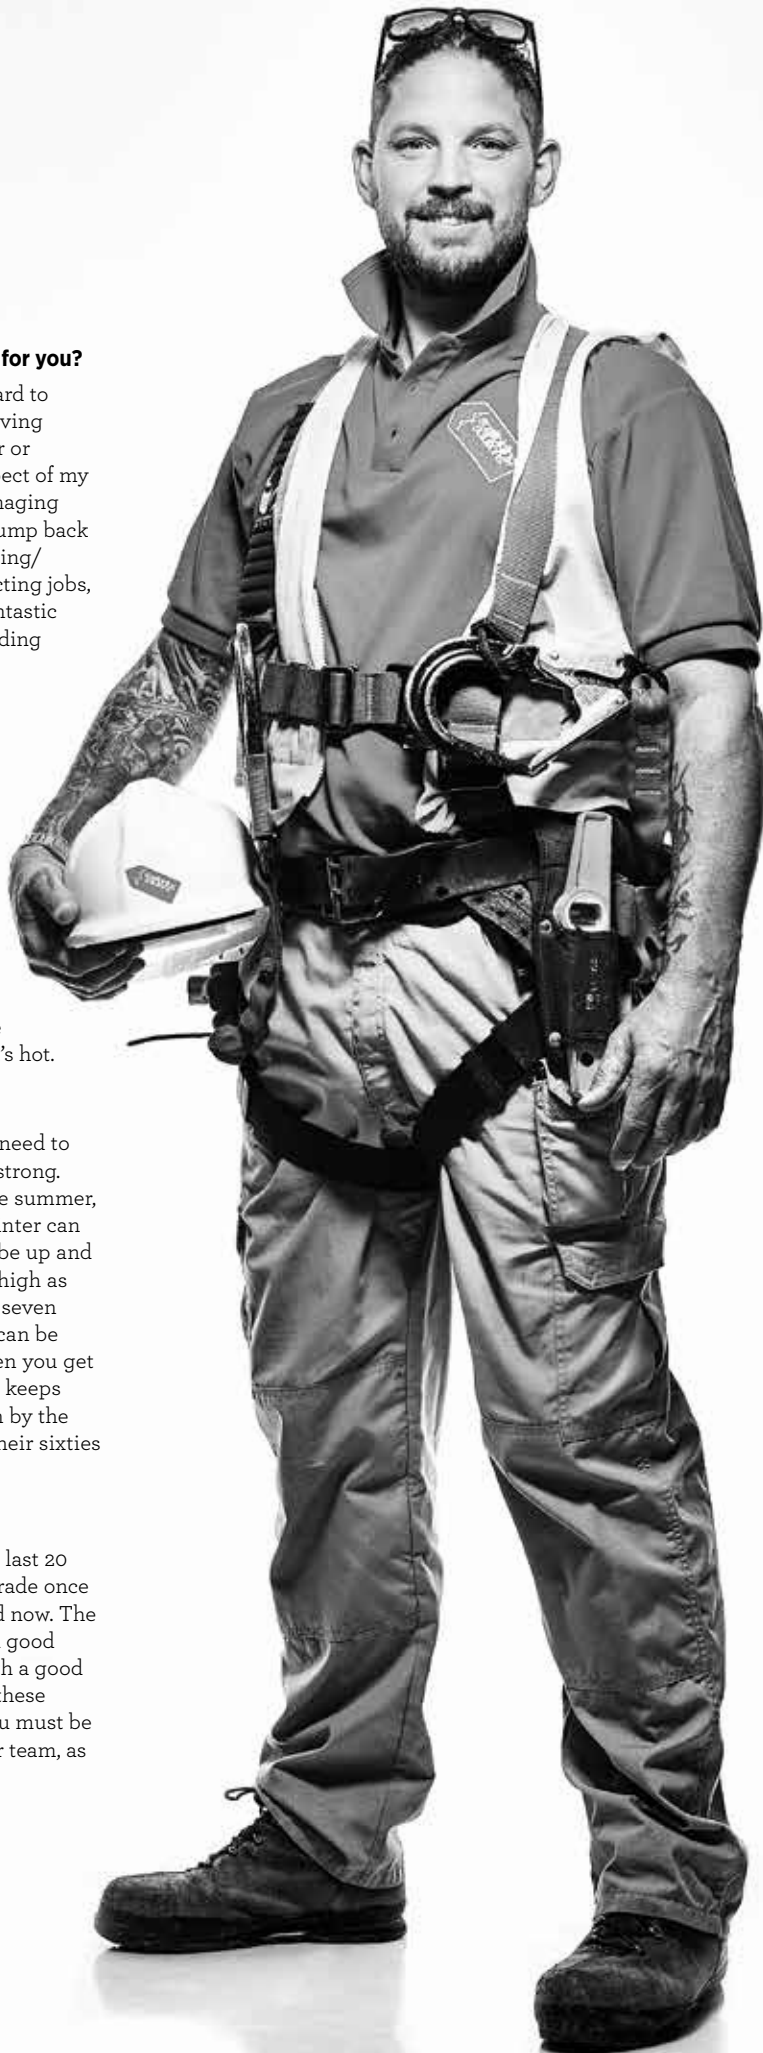 for you?
ard to
ving
r or
ect of my
naging
ump back
ing/
cting jobs,
ntastic
ding
's hot.
need to
strong.
e summer,
nter can
be up and
high as
seven
can be
en you get
keeps
n by the
heir sixties
last 20
rade once
d now. The
good
h a good
these
u must be
r team, as